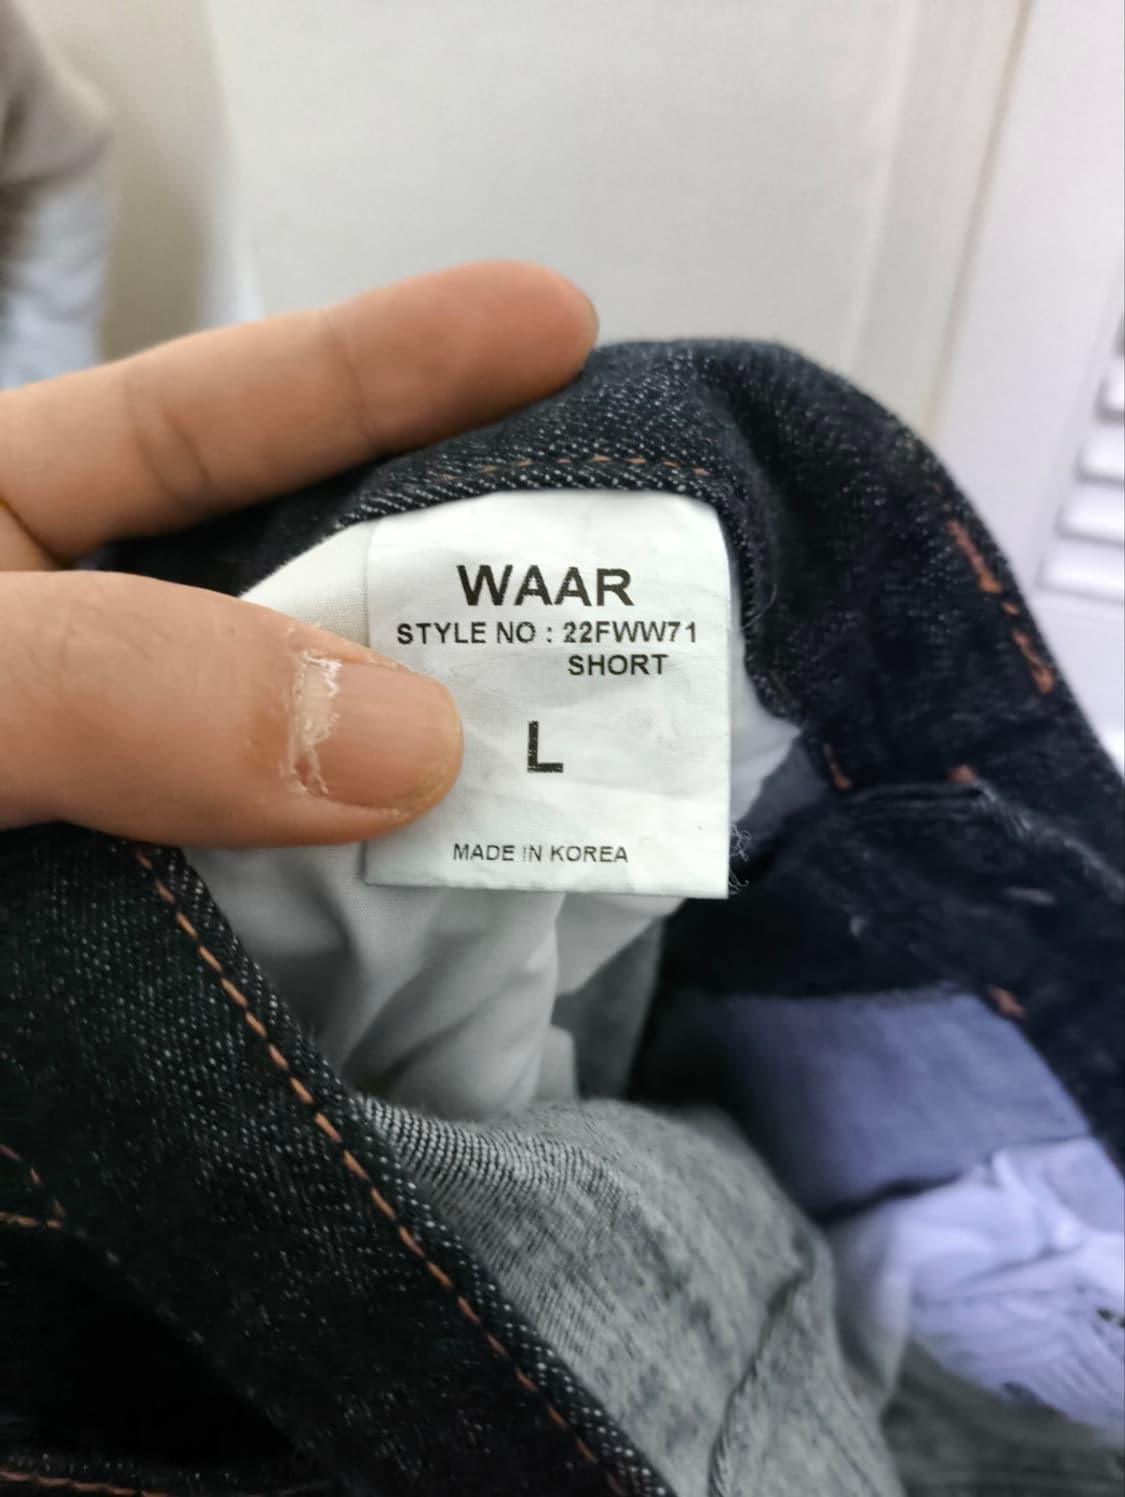 WAAR
STYLE NO : 22FWW71
SHORT
L
MADE IN KOREA